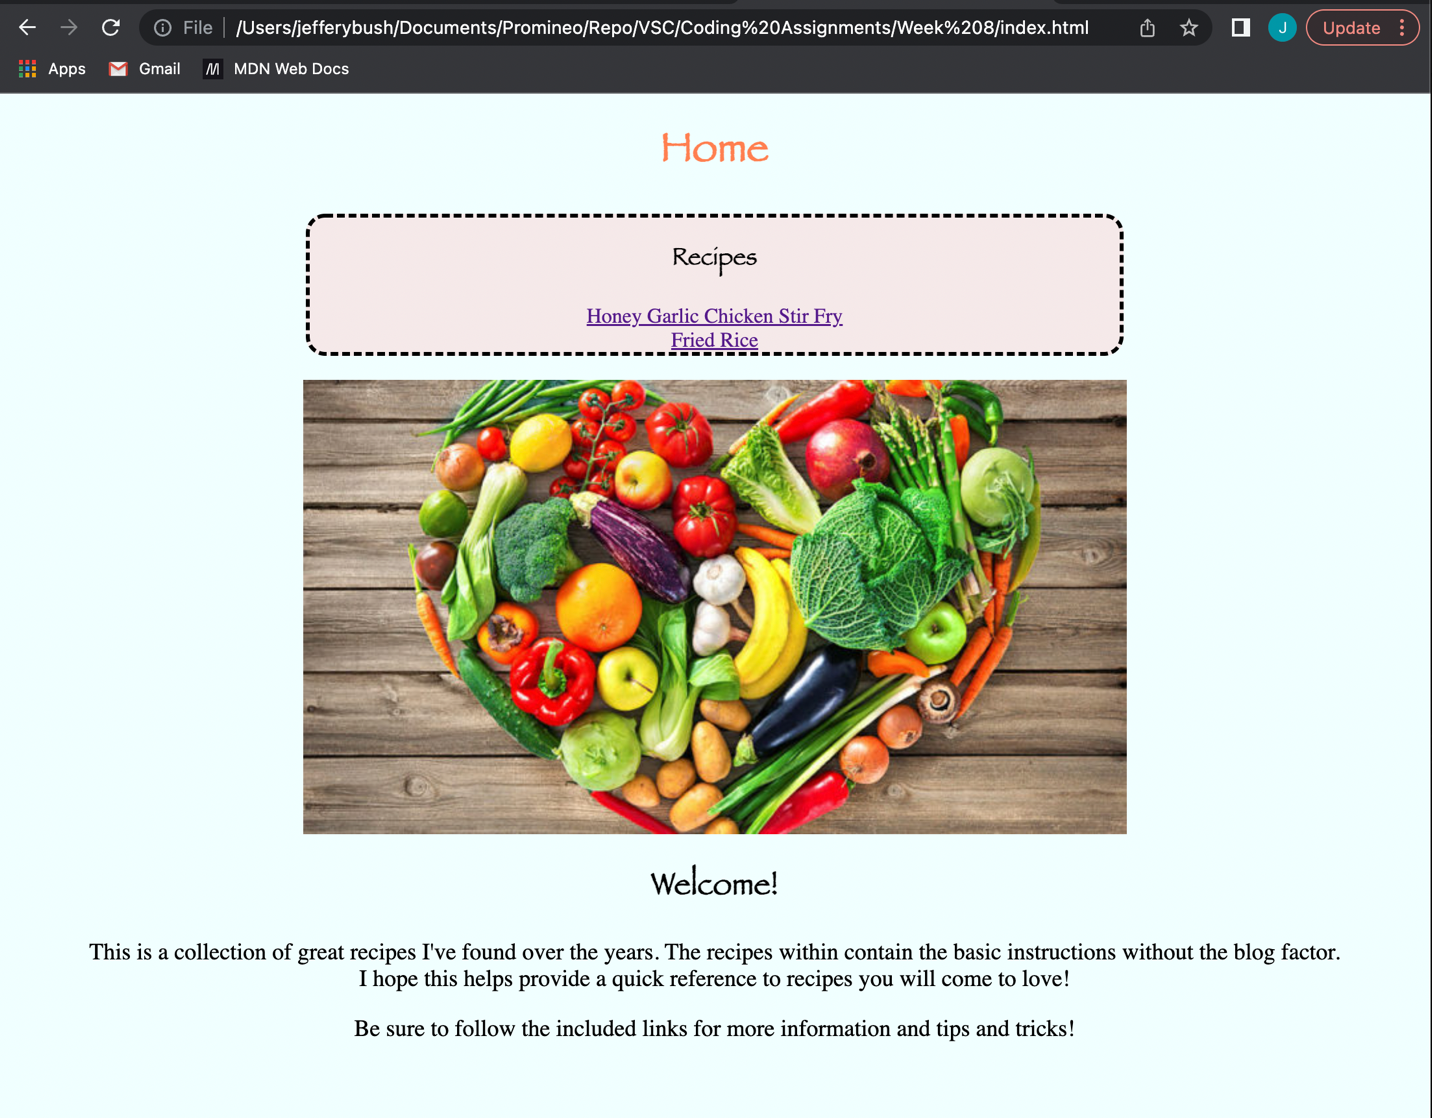 File /Users/jefferybush/Documents/Promineo/Repo/VSC/Coding%20Assignments/Week%208/index.html J Update
Apps Gmail MDN Web Docs
Home
Recipes
Honey Garlic Chicken Stir Fry
Fried Rice
Welcome!
This is a collection of great recipes I've found over the years. The recipes within contain the basic instructions without the blog factor.
I hope this helps provide a quick reference to recipes you will come to love!
Be sure to follow the included links for more information and tips and tricks!